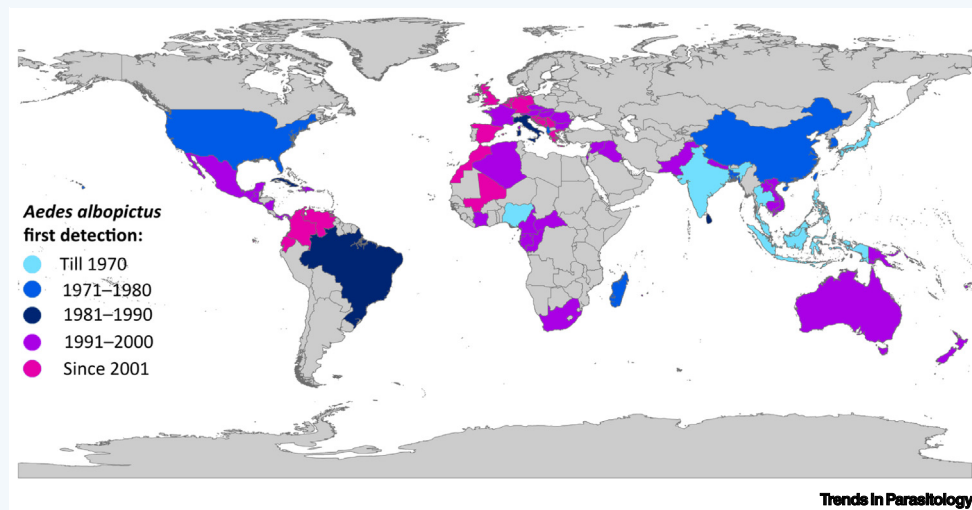 Aedes albopictus
first detection:
Till 1970
1971–1980
1981–1990
1991–2000
Since 2001
Trends in Parasitology